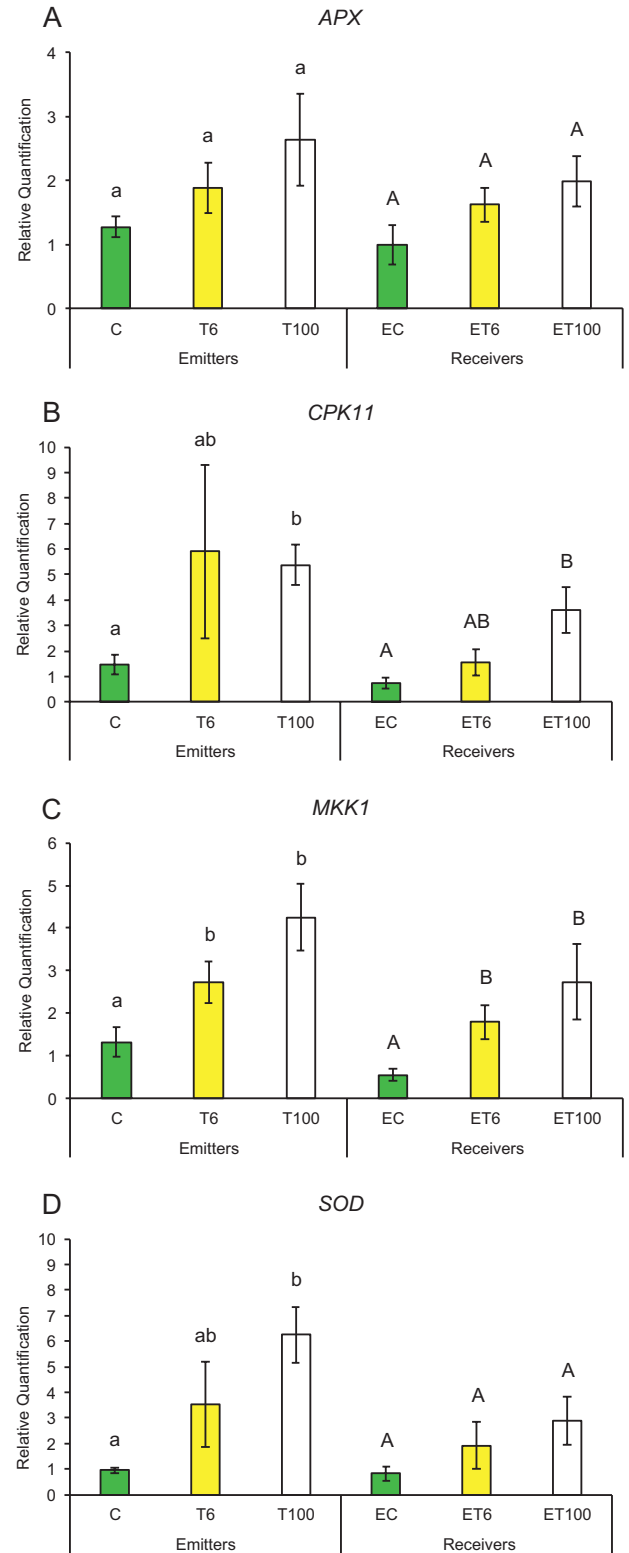 A
APX
4
3
2
1
0
Relative Quantification
a
a
a
A
A
A
C T6 T100 EC ET6 ET100
Emitters Receivers
B
CPK11
10
9
8
7
6
5
4
3
2
1
0
Relative Quantification
a
ab
b
A
AB
B
C T6 T100 EC ET6 ET100
Emitters Receivers
C
MKK1
6
5
4
3
2
1
0
Relative Quantification
a
b
b
A
B
B
C T6 T100 EC ET6 ET100
Emitters Receivers
D
SOD
10
9
8
7
6
5
4
3
2
1
0
Relative Quantification
a
ab
b
A
A
A
C T6 T100 EC ET6 ET100
Emitters Receivers